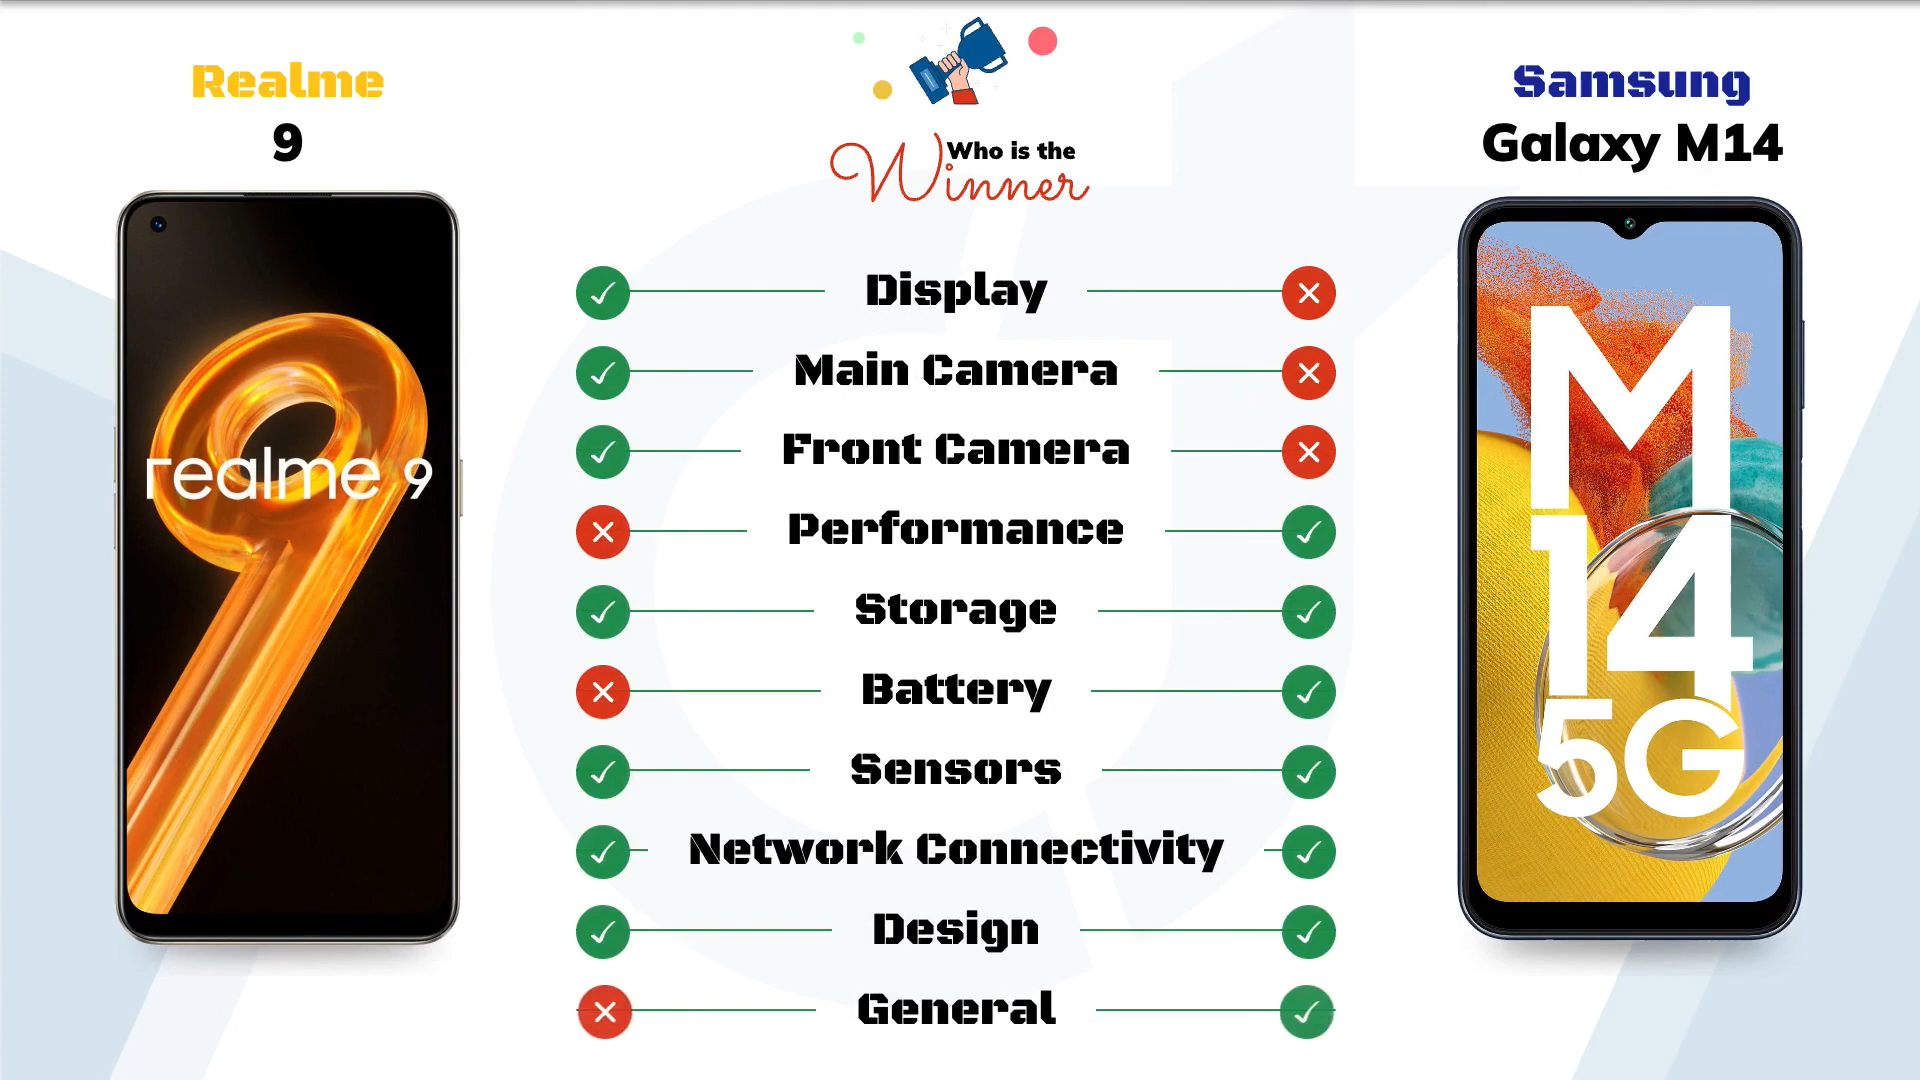 Realme
9
Who is the
Winner
Samsung
Galaxy M14
realme 9
M
14
5G
Display
Main Camera
Front Camera
Performance
Storage
Battery
Sensors
Network Connectivity
Design
General